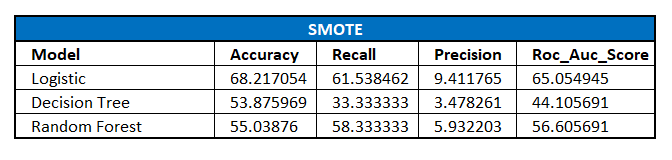 SMOTE
Model Accuracy Recall Precision Roc_Auc_Score
Logistic 68.217054 61.538462 9.411765 65.054945
Decision Tree 53.875969 33.333333 3.478261 44.105691
Random Forest 55.03876 58.333333 5.932203 56.605691